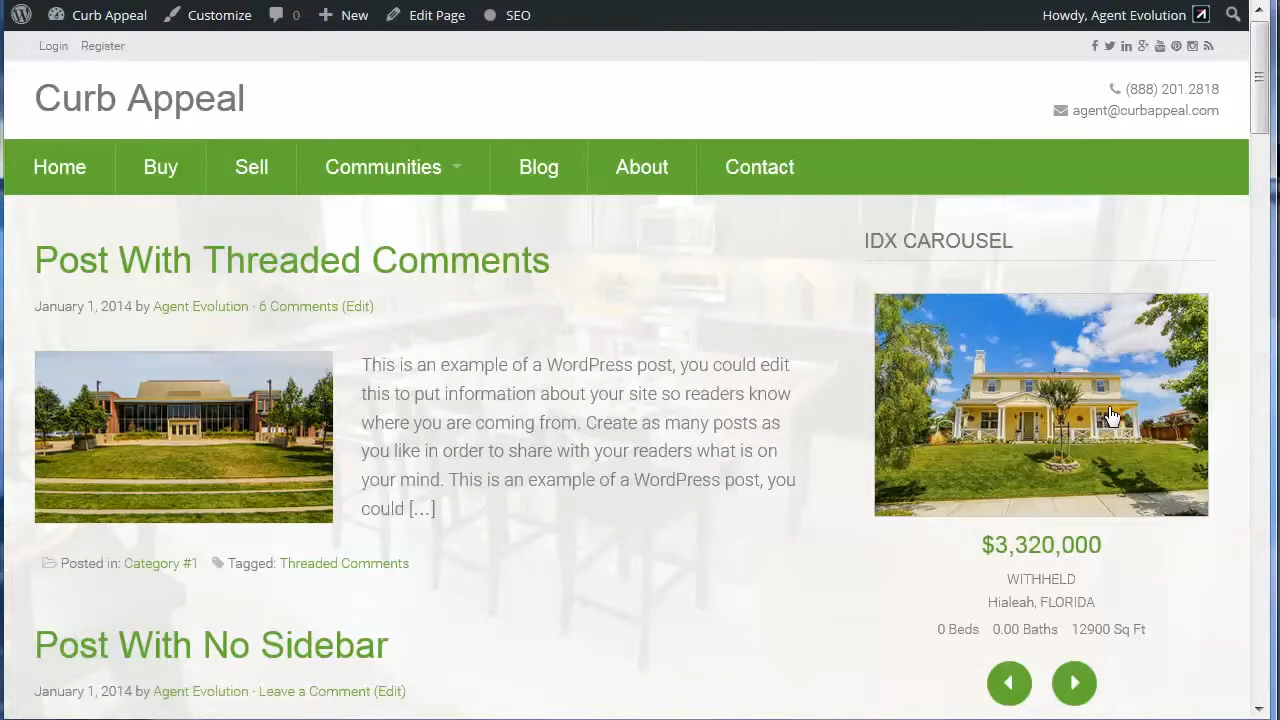 Curb Appeal Customize 0 New Edit Page SEO Howdy, Agent Evolution
Login Register
Curb Appeal
(888) 201.2818
agent@curbappeal.com
Home Buy Sell Communities Blog About Contact
Post With Threaded Comments
January 1, 2014 by Agent Evolution · 6 Comments (Edit)
This is an example of a WordPress post, you could edit
this to put information about your site so readers know
where you are coming from. Create as many posts as
you like in order to share with your readers what is on
your mind. This is an example of a WordPress post, you
could [...]
Posted in: Category #1 Tagged: Threaded Comments
Post With No Sidebar
January 1, 2014 by Agent Evolution · Leave a Comment (Edit)
IDX CAROUSEL
$3,320,000
WITHHELD
Hialeah, FLORIDA
0 Beds 0.00 Baths 12900 Sq Ft